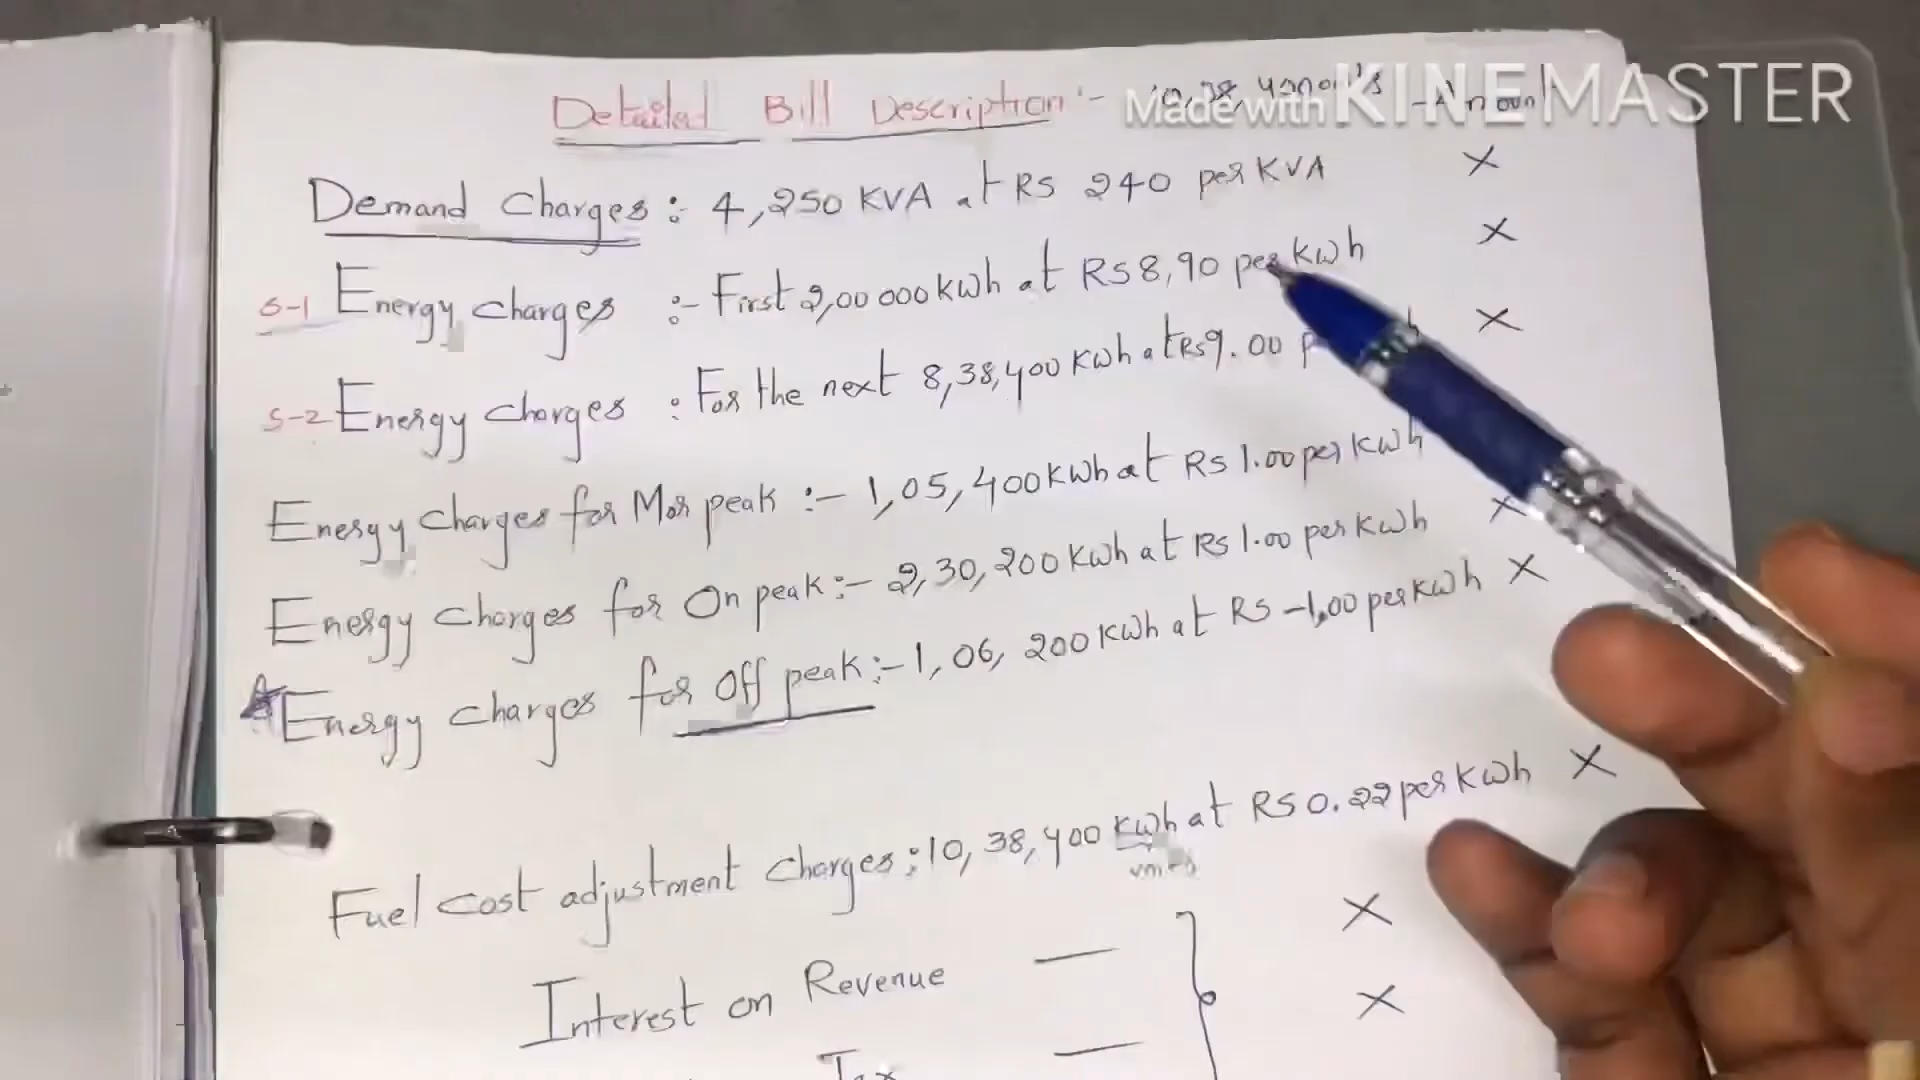 Detailed Bill Description :-
Made with KINEMASTER
Demand Charges : 4,250 KVA at RS 240 per KVA X
S-1 Energy charges :- First 2,00 000 kwh at RS 8,90 per kwh X
S-2 Energy charges : For the next 8,38,400 kwh at Rs 9.00 X
Energy charges for Mor peak :- 1,05,400 kwh at Rs 1.00 per kwh
Energy charges for On peak :- 2,30,200 kwh at Rs 1.00 per kwh X
Energy charges for Off peak :- 1,06,200 kwh at RS -1,00 per kwh X
Fuel cost adjustment charges : 10,38,400 kwh at RS 0.22 per kwh X
Interest on Revenue — X
Tax — X